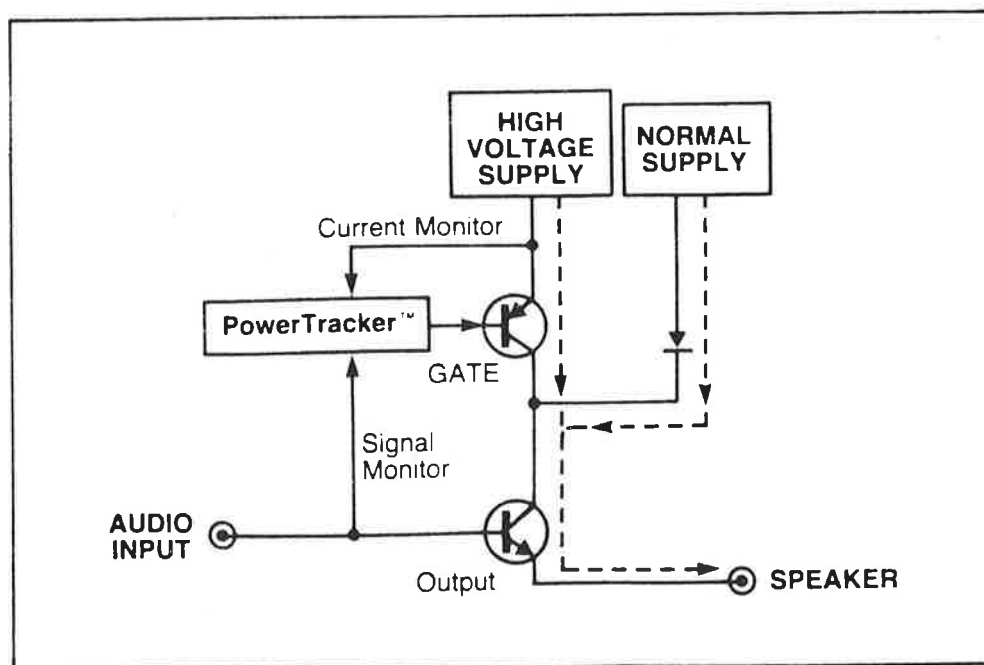 HIGH
VOLTAGE
SUPPLY
NORMAL
SUPPLY
Current Monitor
PowerTracker™
GATE
Signal
Monitor
AUDIO
INPUT
Output
SPEAKER